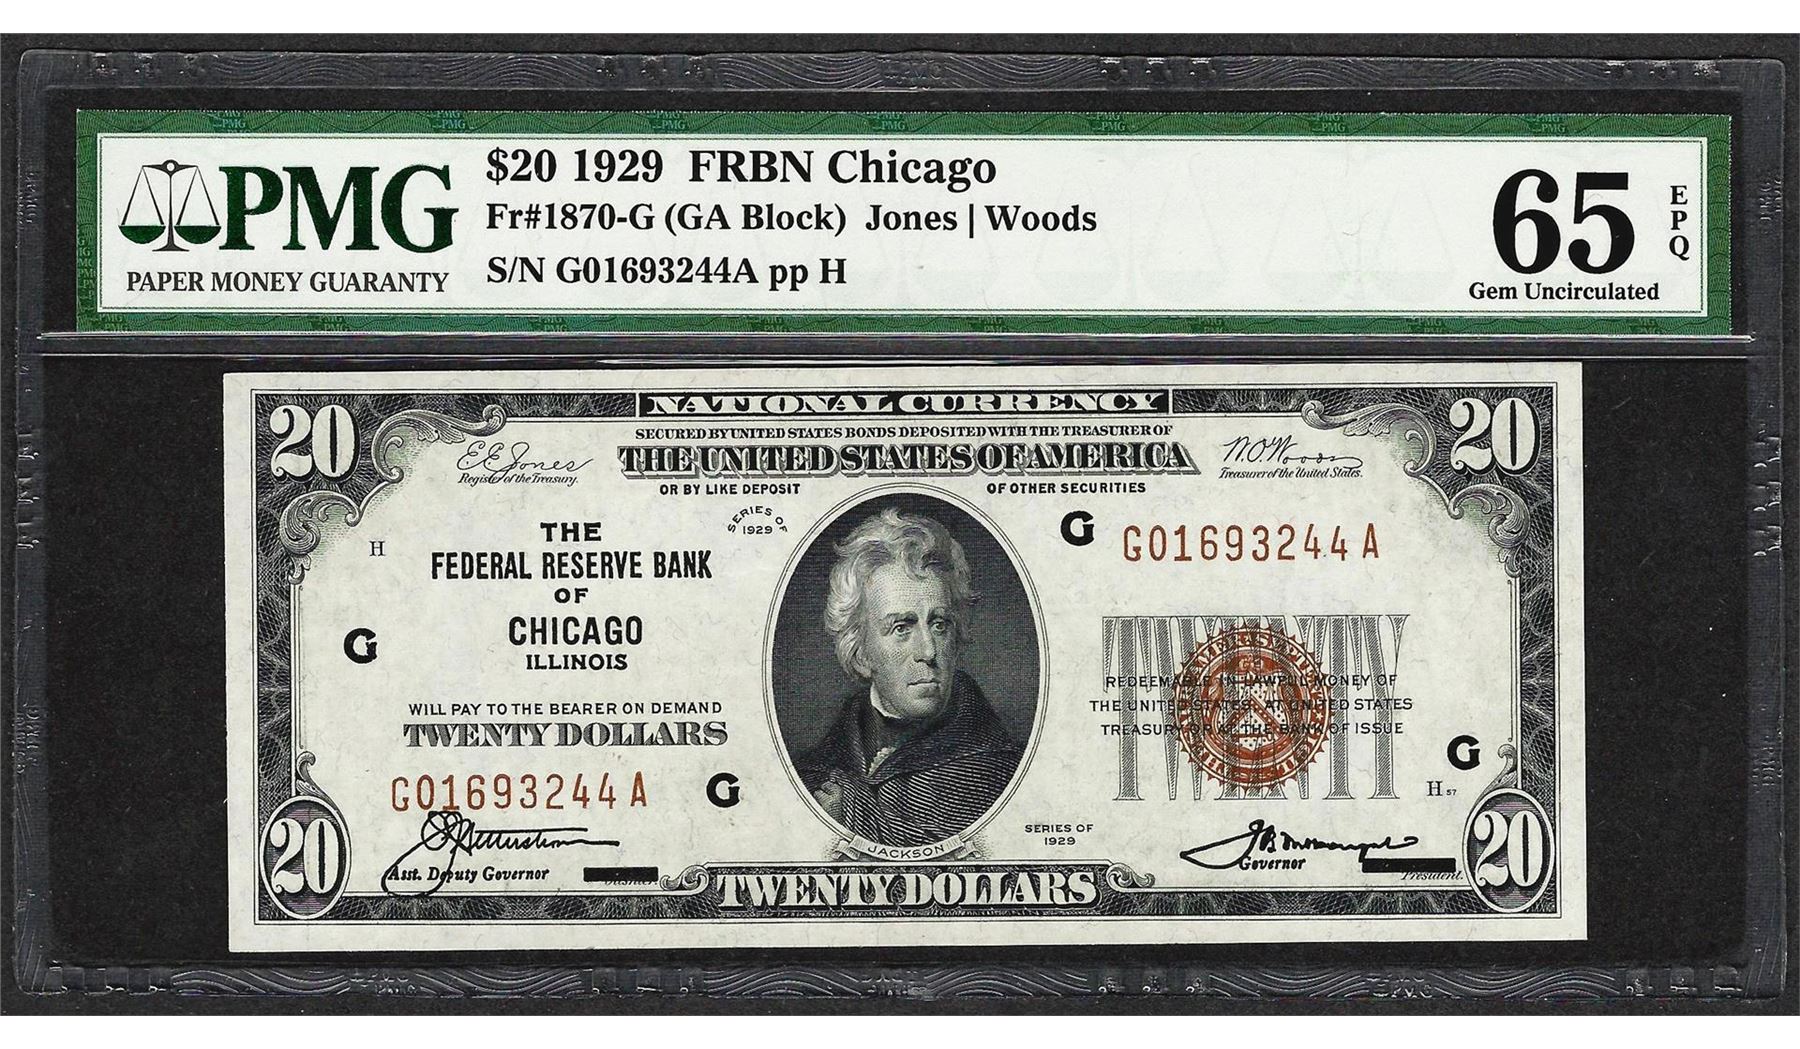 PMG
PAPER MONEY GUARANTY
$20 1929 FRBN Chicago
Fr#1870-G (GA Block) Jones | Woods
S/N G01693244A pp H
65
EPQ
Gem Uncirculated
NATIONAL CURRENCY
SECURED BY UNITED STATES BONDS DEPOSITED WITH THE TREASURER OF
THE UNITED STATES OF AMERICA
OR BY LIKE DEPOSIT OF OTHER SECURITIES
20
20
E E Jones
Register of the Treasury.
W.O. Woods
Treasurer of the United States.
SERIES OF
1929
H
THE
FEDERAL RESERVE BANK
OF
CHICAGO
ILLINOIS
G
G G01693244A
WILL PAY TO THE BEARER ON DEMAND
TWENTY DOLLARS
G01693244A G
TWENTY
REDEEMABLE IN LAWFUL MONEY OF
THE UNITED STATES AT UNITED STATES
TREASURY OR AT THE BANK OF ISSUE
G
H 57
JACKSON
SERIES OF
1929
Asst. Deputy Governor
Governor
President.
20
TWENTY DOLLARS
20